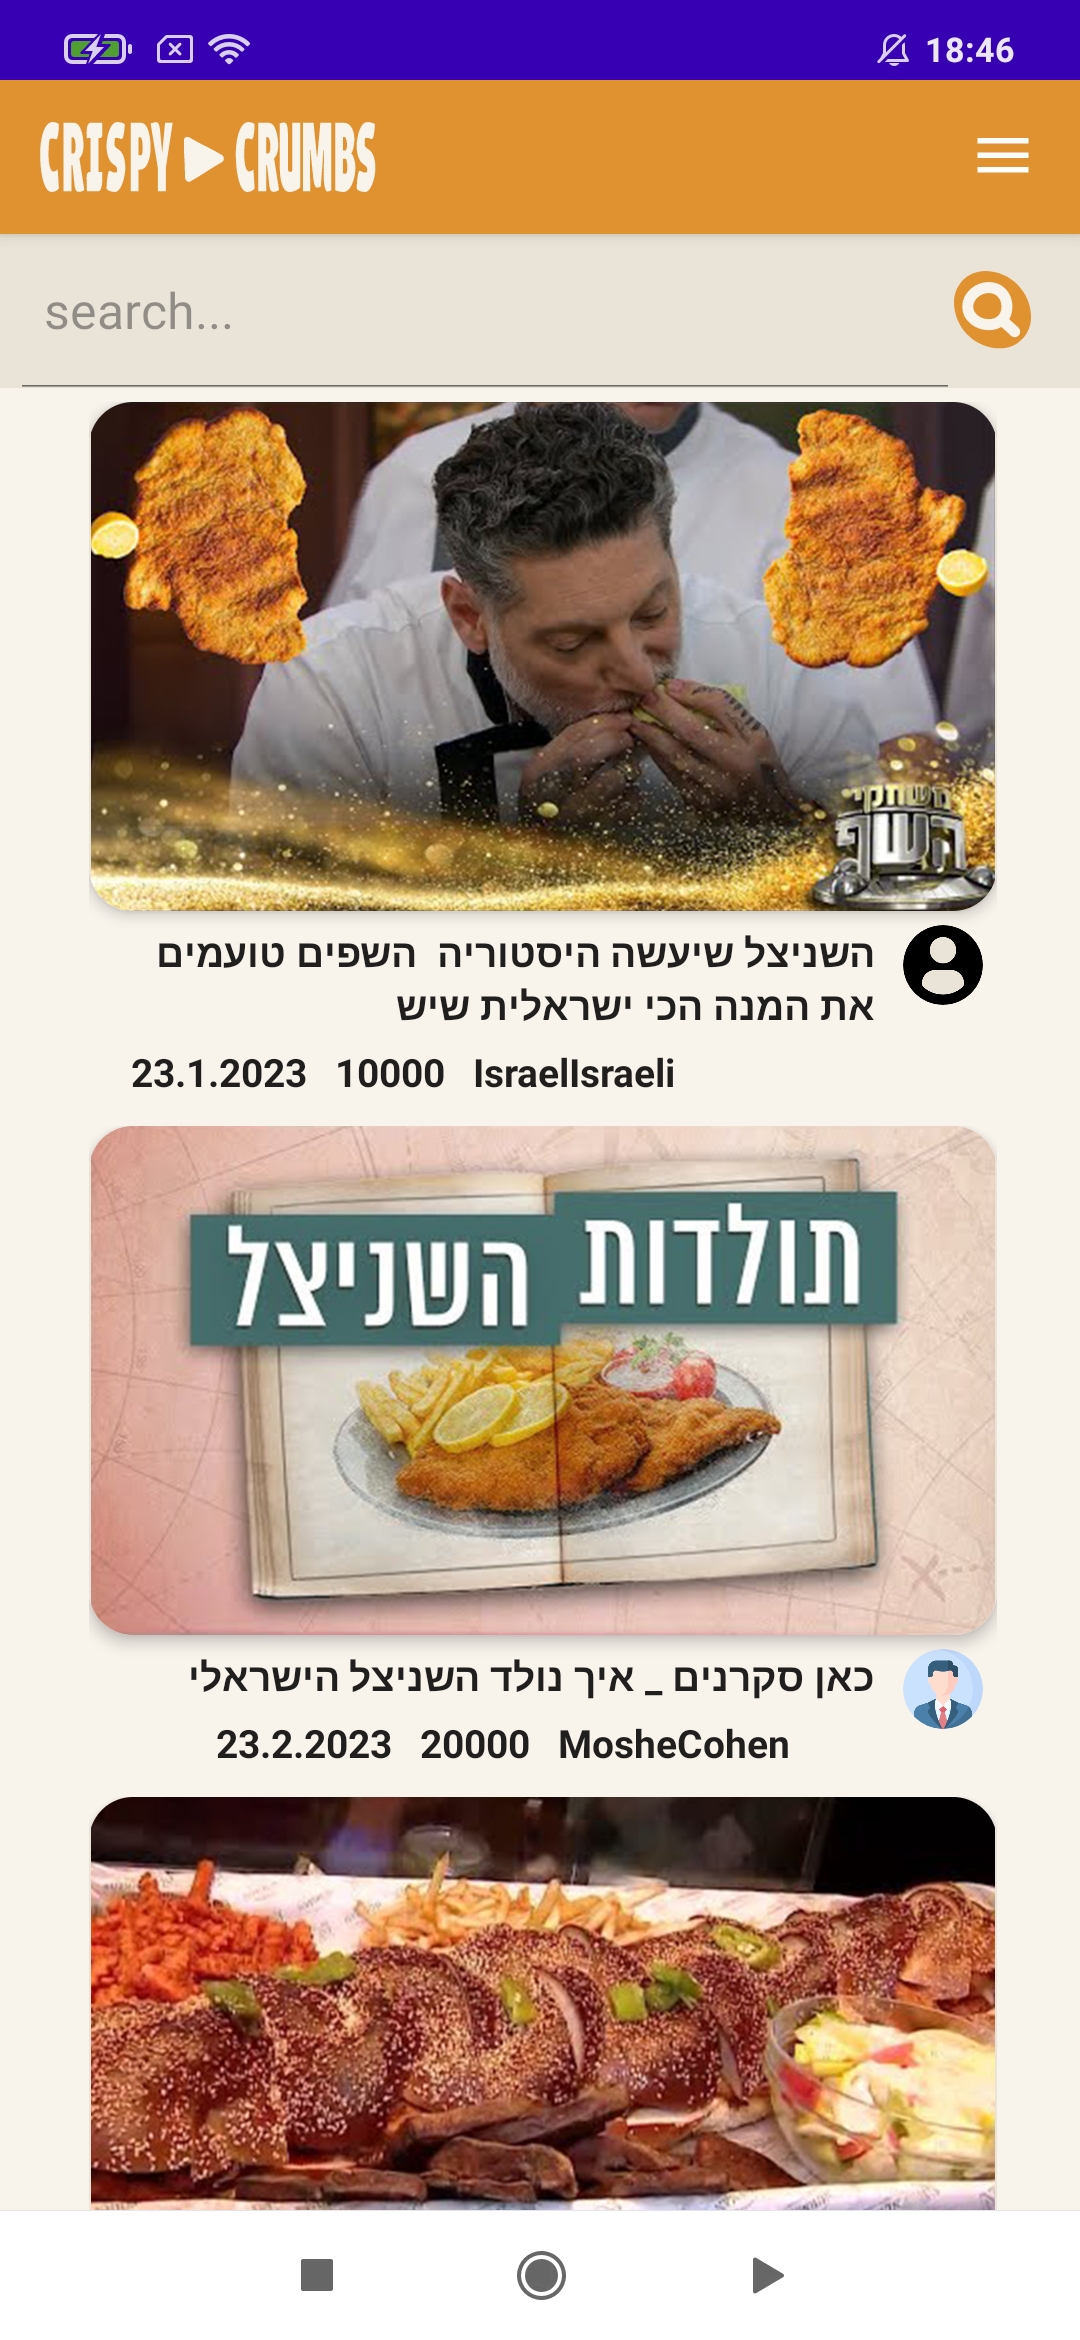 18:46
CRISPY CRUMBS
search...
משחקי
השף
השניצל שיעשה היסטוריה  השפים טועמים
את המנה הכי ישראלית שיש
23.1.2023 10000 IsraelIsraeli
תולדות
השניצל
כאן סקרנים _ איך נולד השניצל הישראלי
23.2.2023 20000 MosheCohen